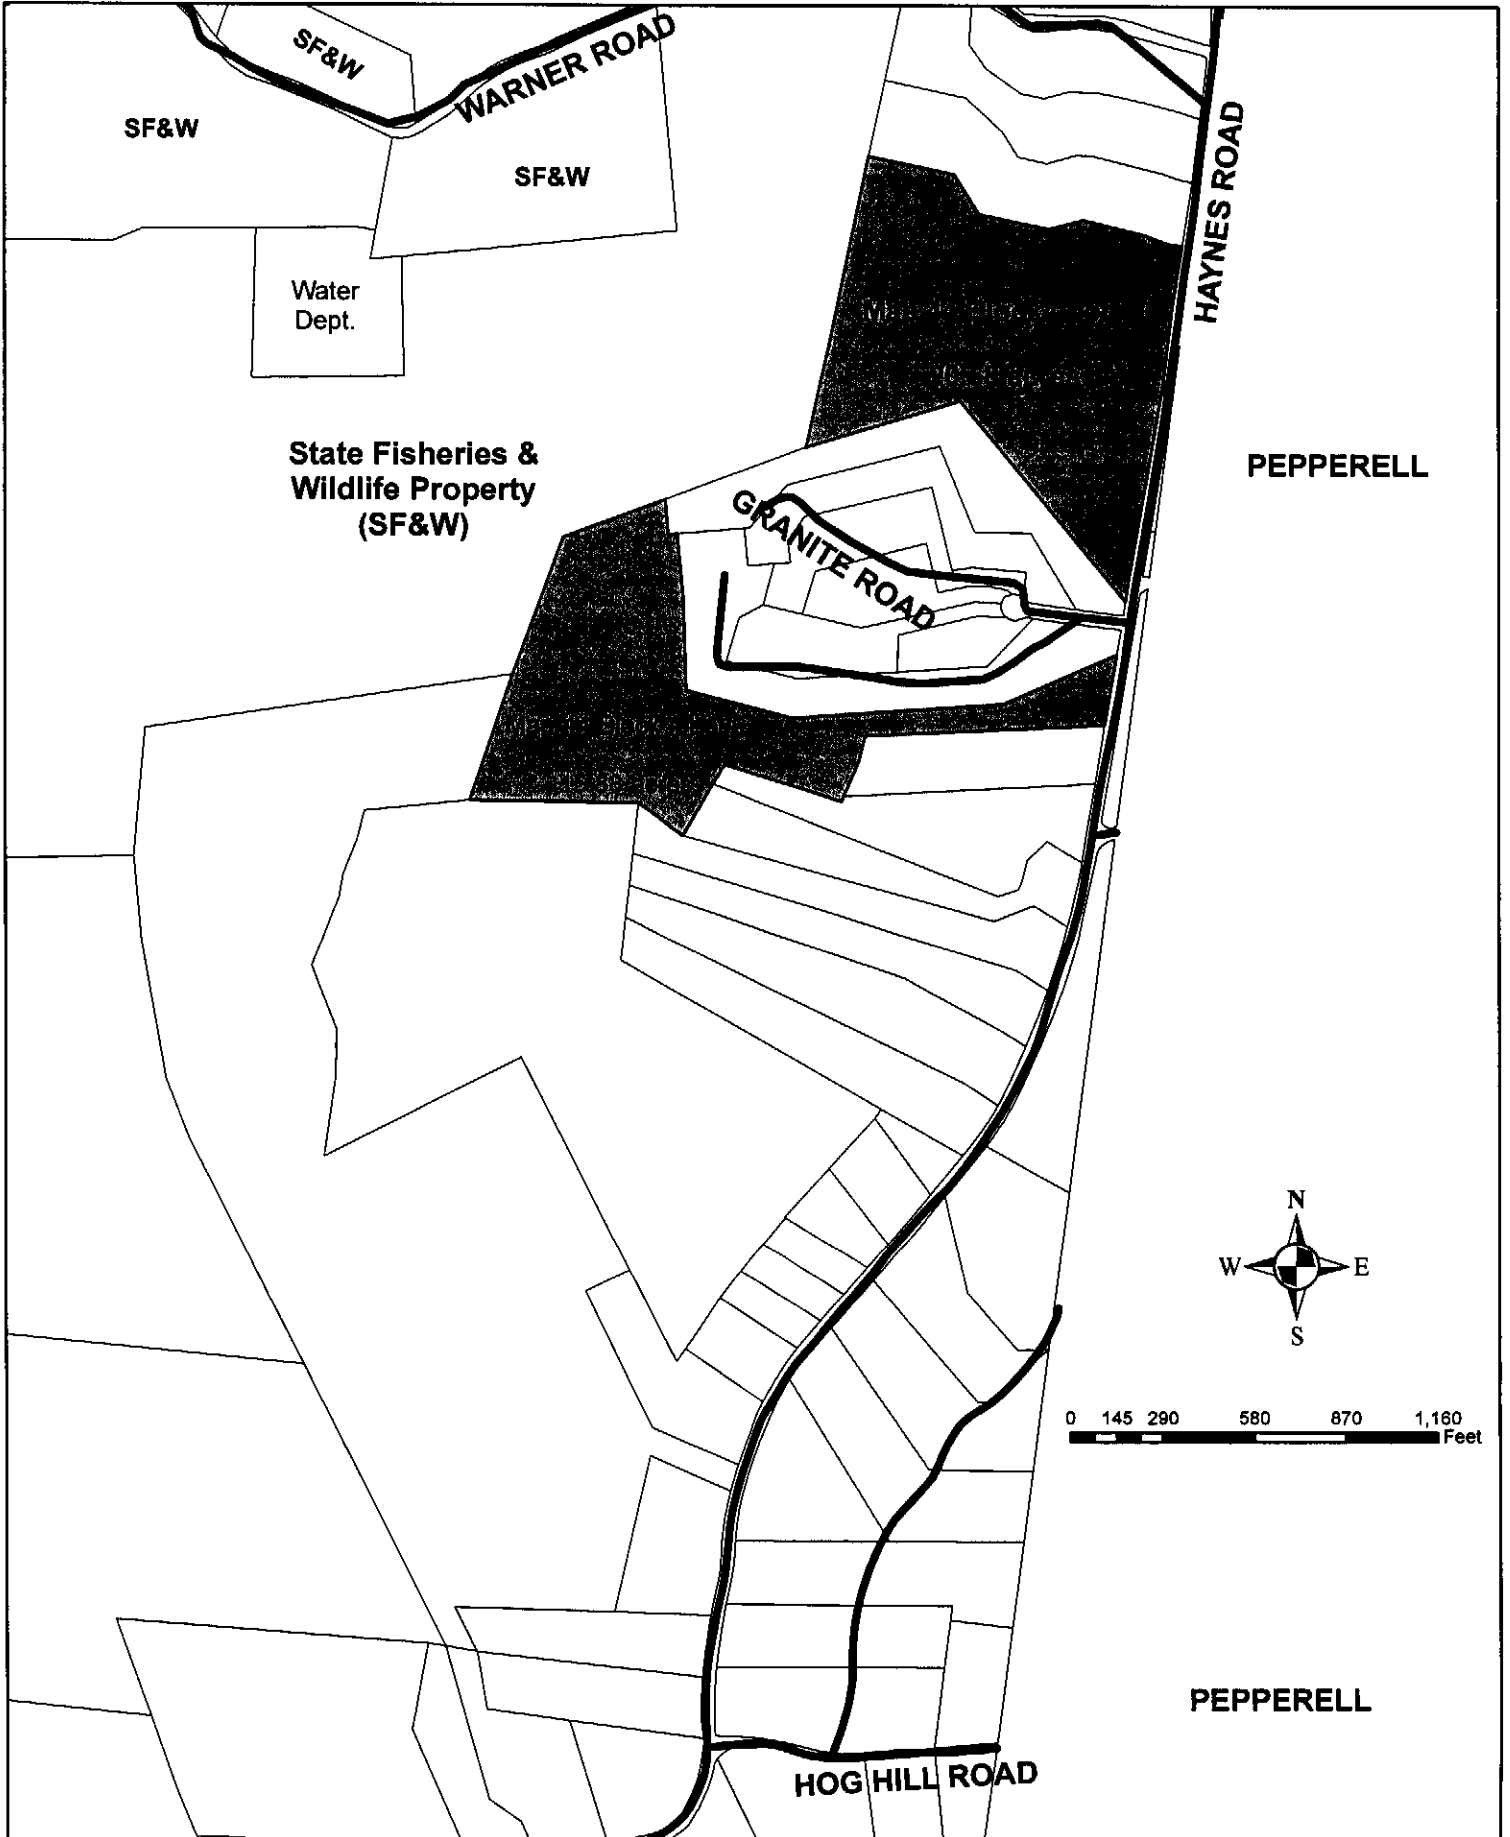 SF&W
WARNER ROAD
SF&W
SF&W
HAYNES ROAD
Water
Dept.
State Fisheries &
Wildlife Property
(SF&W)
PEPPERELL
GRANITE ROAD
N
W
E
S
0 145 290 580 870 1,160
Feet
PEPPERELL
HOG HILL ROAD